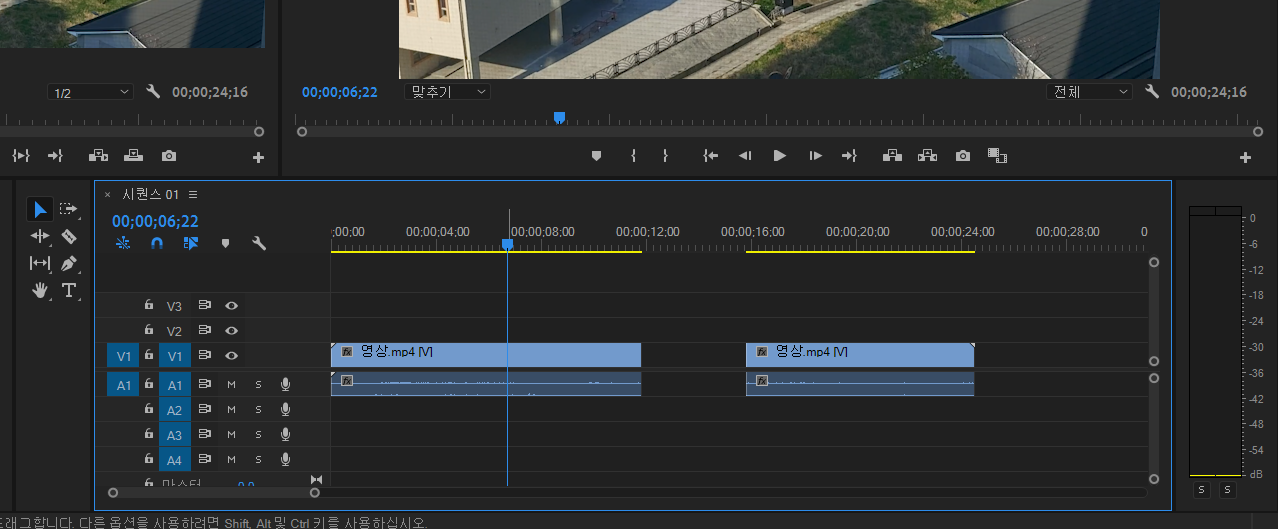 1/2 00;00;24;16
00;00;06;22 맞추기 전체 00;00;24;16
× 시퀀스 01
00;00;06;22
;00;00 00;00;04;00 00;00;08;00 00;00;12;00 00;00;16;00 00;00;20;00 00;00;24;00 00;00;28;00 0
V3
V2
V1 V1 fx 영상.mp4 [V] fx 영상.mp4 [V]
A1 A1 M S fx fx
A2 M S
A3 M S
A4 M S
마스터 0.0
0
-6
-12
-18
-24
-30
-36
-42
-48
-54
dB
S S
드래그합니다. 다른 옵션을 사용하려면 Shift, Alt 및 Ctrl 키를 사용하십시오.